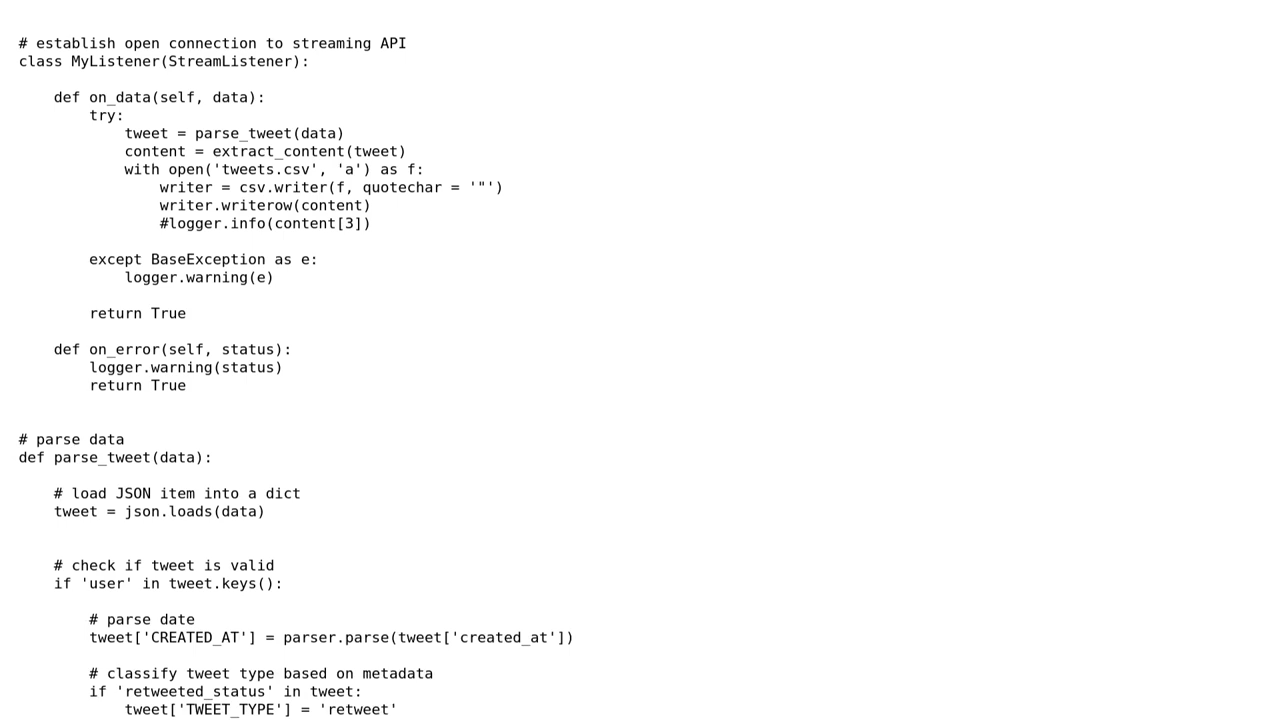 # establish open connection to streaming API
class MyListener(StreamListener):
    def on_data(self, data):
        try:
            tweet = parse_tweet(data)
            content = extract_content(tweet)
            with open('tweets.csv', 'a') as f:
                writer = csv.writer(f, quotechar = '"')
                writer.writerow(content)
                #logger.info(content[3])
        except BaseException as e:
            logger.warning(e)
        return True
    def on_error(self, status):
        logger.warning(status)
        return True
# parse data
def parse_tweet(data):
    # load JSON item into a dict
    tweet = json.loads(data)
    # check if tweet is valid
    if 'user' in tweet.keys():
        # parse date
        tweet['CREATED_AT'] = parser.parse(tweet['created_at'])
        # classify tweet type based on metadata
        if 'retweeted_status' in tweet:
            tweet['TWEET_TYPE'] = 'retweet'